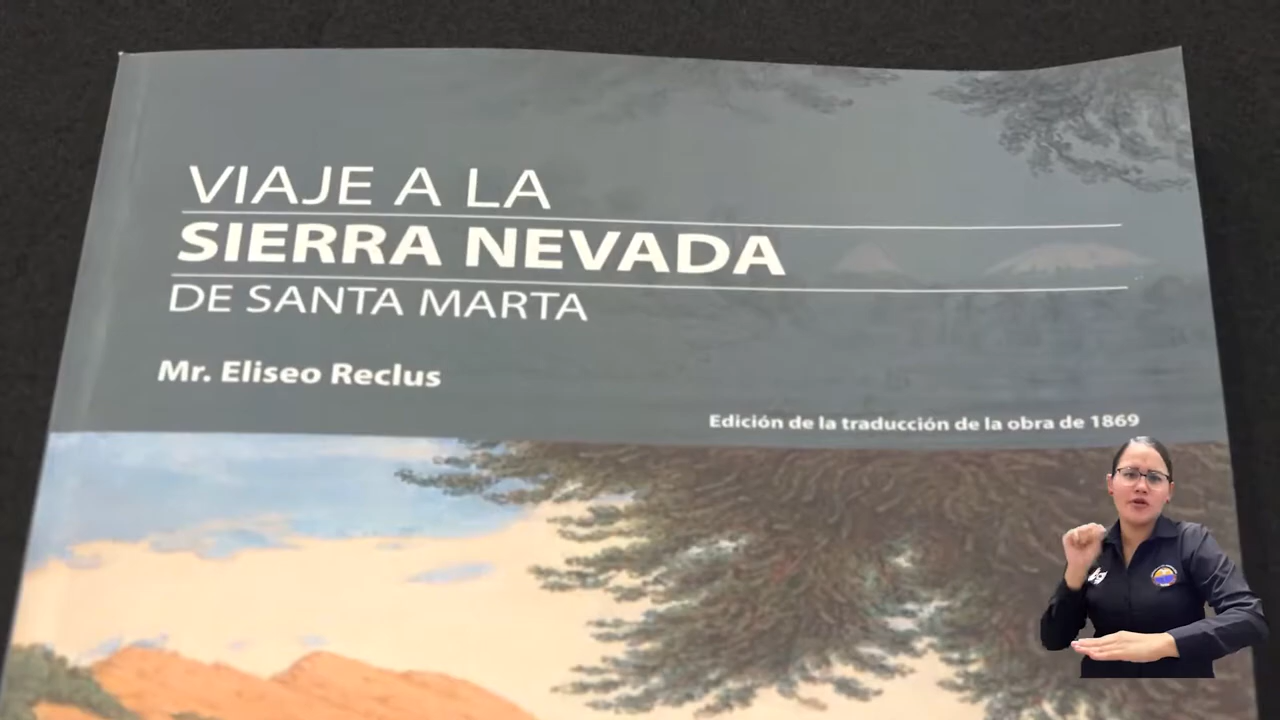 VIAJE A LA
SIERRA NEVADA
DE SANTA MARTA
Mr. Eliseo Reclus
Edición de la traducción de la obra de 1869